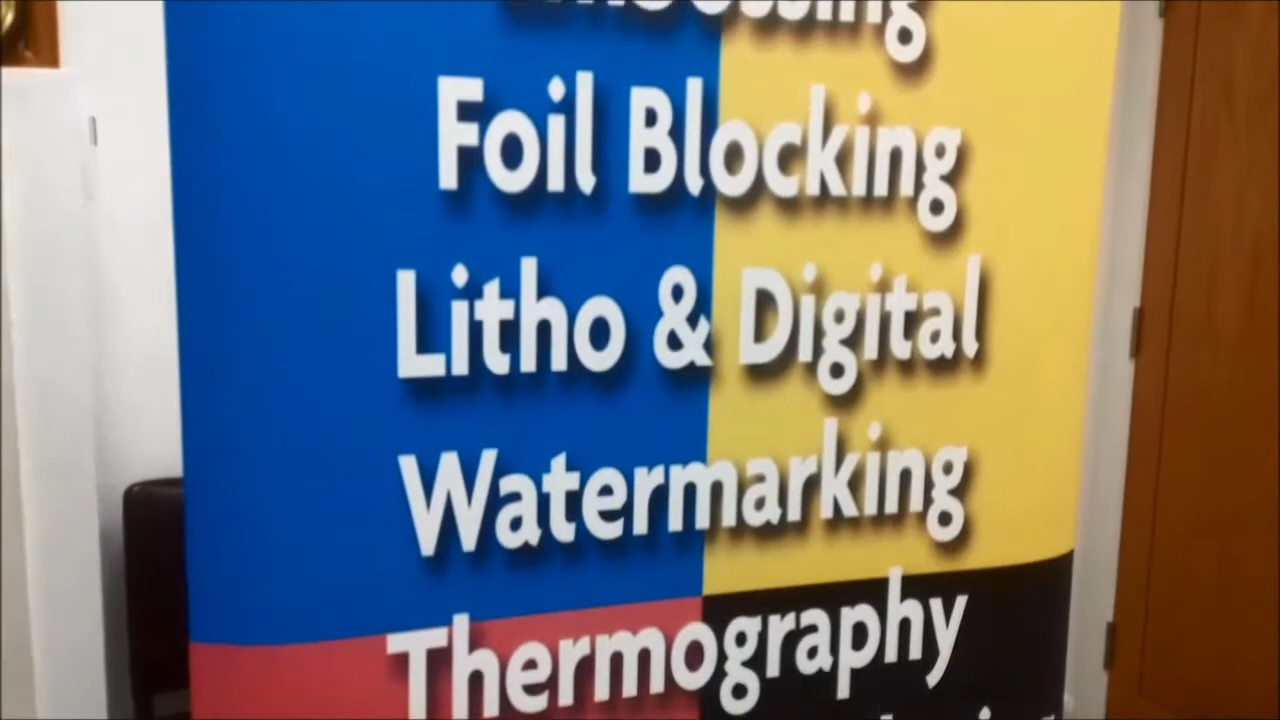 Foil Blocking
Litho & Digital
Watermarking
Thermography